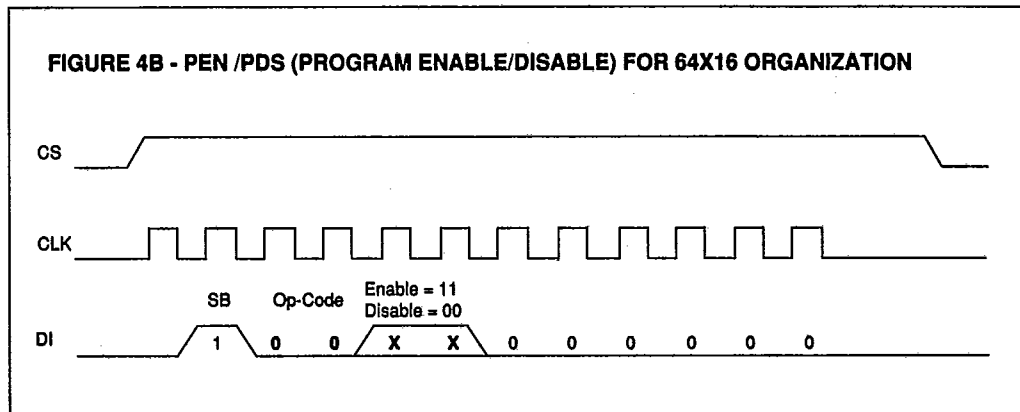 FIGURE 4B - PEN /PDS (PROGRAM ENABLE/DISABLE) FOR 64X16 ORGANIZATION
CS
CLK
SB Op-Code Enable = 11
Disable = 00
DI 1 0 0 X X 0 0 0 0 0 0